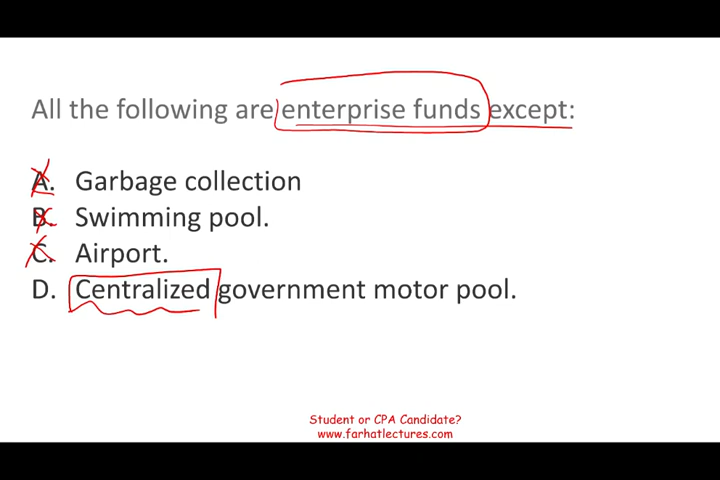 All the following are enterprise funds except:
A. Garbage collection
B. Swimming pool.
C. Airport.
D. Centralized government motor pool.
Student or CPA Candidate?
www.farhatlectures.com